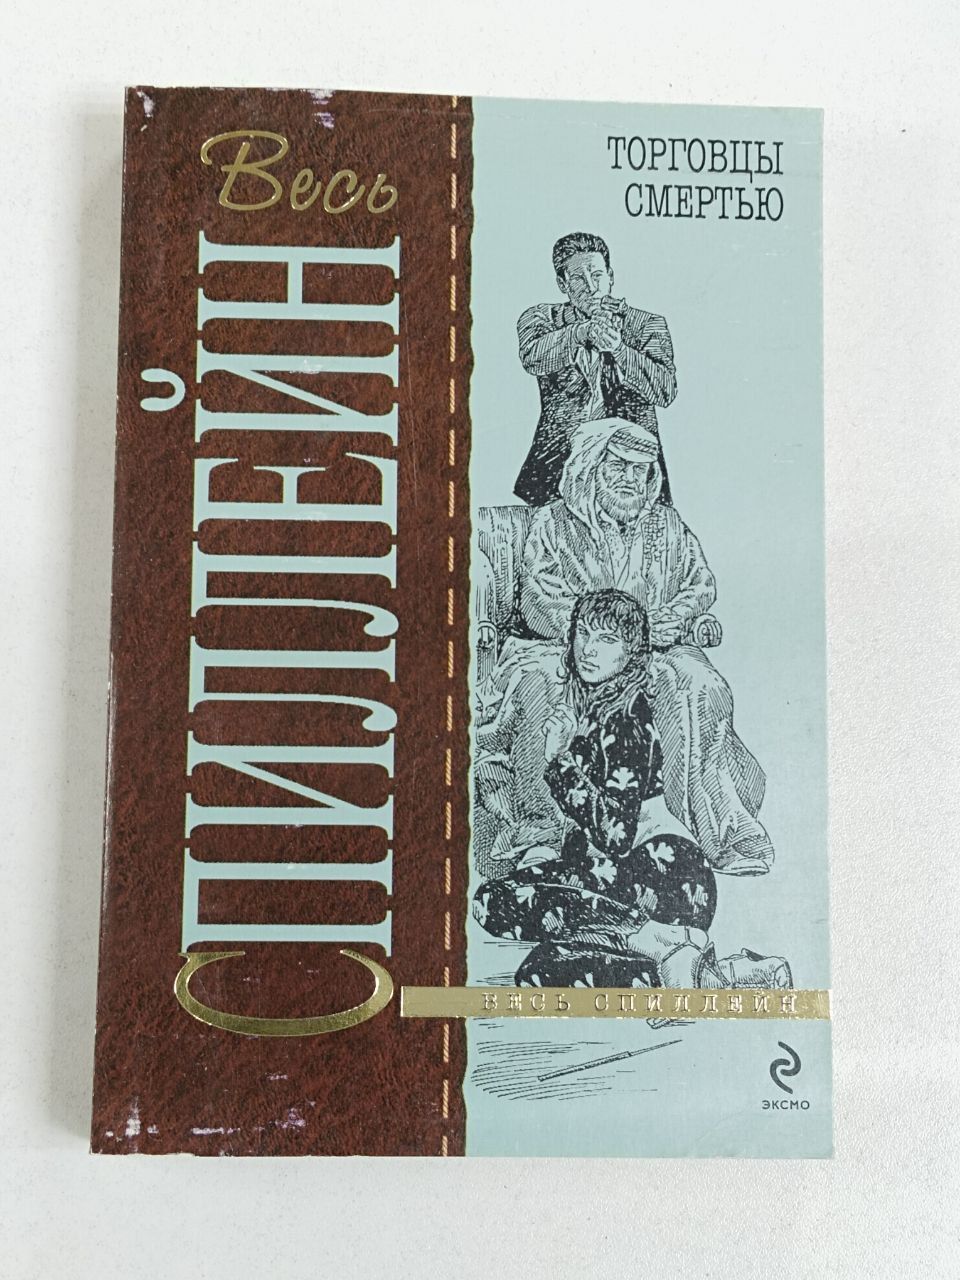 Весь
СПИЛЛЕЙН
ТОРГОВЦЫ
СМЕРТЬЮ
ВЕСЬ СПИЛЛЕЙН
ЭКСМО